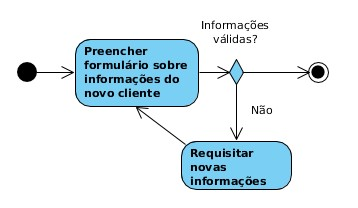 Informações
válidas?
Preencher
formulário sobre
informações do
novo cliente
Não
Requisitar
novas
informações